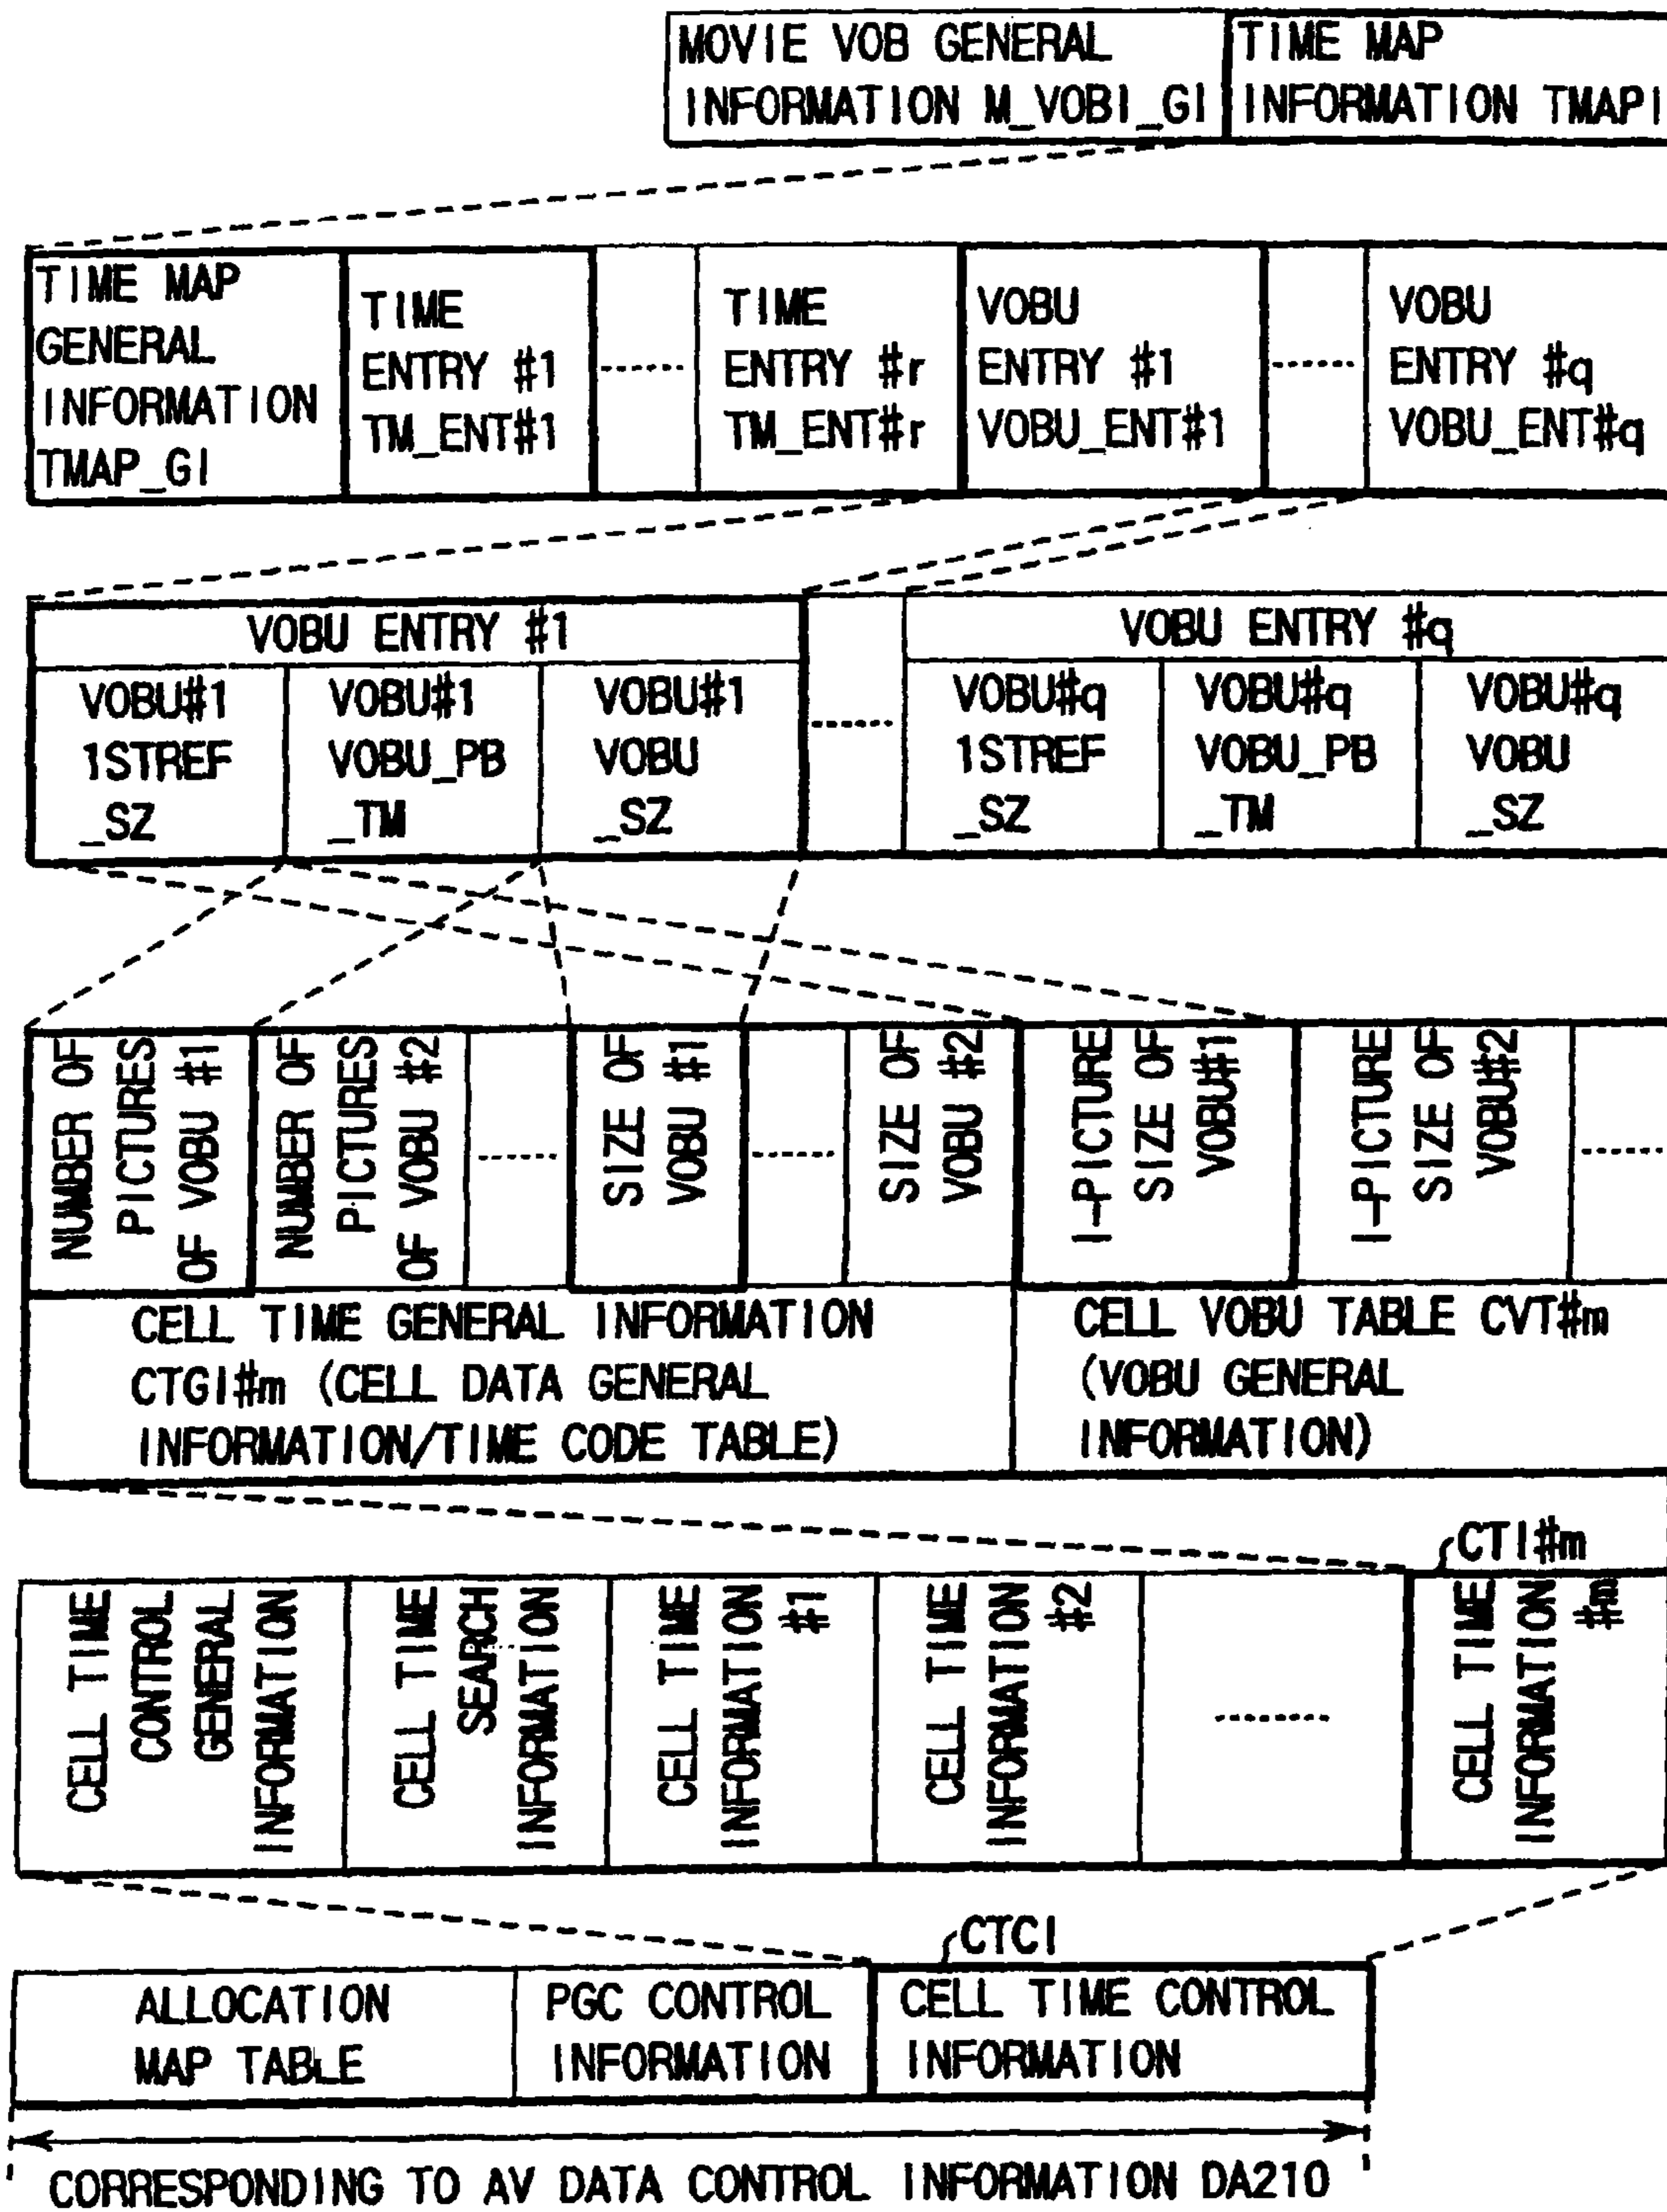 MOVIE VOB GENERAL
INFORMATION M_VOBI_GI
TIME MAP
INFORMATION TMAPI
TIME MAP
GENERAL
INFORMATION
TMAP_GI
TIME
ENTRY #1
TM_ENT#1
TIME
ENTRY #r
TM_ENT#r
VOBU
ENTRY #1
VOBU_ENT#1
VOBU
ENTRY #q
VOBU_ENT#q
VOBU ENTRY #1
VOBU ENTRY #q
VOBU#1
1STREF
_SZ
VOBU#1
VOBU_PB
_TM
VOBU#1
VOBU
_SZ
VOBU#q
1STREF
_SZ
VOBU#q
VOBU_PB
_TM
VOBU#q
VOBU
_SZ
NUMBER OF
PICTURES
OF VOBU #1
NUMBER OF
PICTURES
OF VOBU #2
SIZE OF
VOBU #1
SIZE OF
VOBU #2
I-PICTURE
SIZE OF
VOBU#1
I-PICTURE
SIZE OF
VOBU#2
CELL TIME GENERAL INFORMATION
CTGI#m (CELL DATA GENERAL
INFORMATION/TIME CODE TABLE)
CELL VOBU TABLE CVT#m
(VOBU GENERAL
INFORMATION)
CTI#m
CELL TIME
CONTROL
GENERAL
INFORMATION
CELL TIME
SEARCH
INFORMATION
CELL TIME
INFORMATION
#1
CELL TIME
INFORMATION
#2
CELL TIME
INFORMATION
#m
CTCI
ALLOCATION
MAP TABLE
PGC CONTROL
INFORMATION
CELL TIME CONTROL
INFORMATION
CORRESPONDING TO AV DATA CONTROL INFORMATION DA210